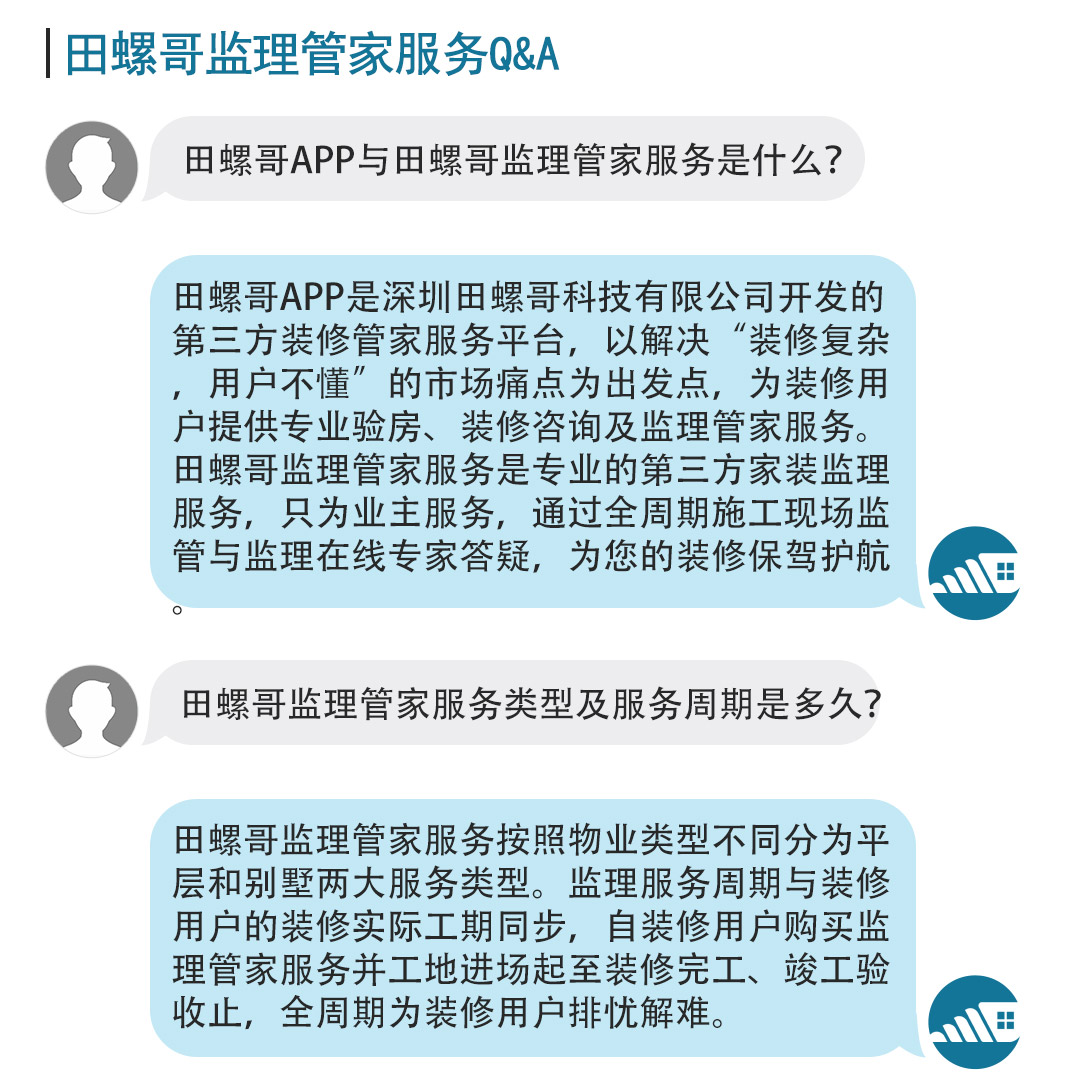 田螺哥监理管家服务Q&A
田螺哥APP与田螺哥监理管家服务是什么?
田螺哥APP是深圳田螺哥科技有限公司开发的
第三方装修管家服务平台，以解决“装修复杂
，用户不懂”的市场痛点为出发点，为装修用
户提供专业验房、装修咨询及监理管家服务。
田螺哥监理管家服务是专业的第三方家装监理
服务，只为业主服务，通过全周期施工现场监
管与监理在线专家答疑，为您的装修保驾护航
。
田螺哥监理管家服务类型及服务周期是多久?
田螺哥监理管家服务按照物业类型不同分为平
层和别墅两大服务类型。监理服务周期与装修
用户的装修实际工期同步，自装修用户购买监
理管家服务并工地进场起至装修完工、竣工验
收止，全周期为装修用户排忧解难。